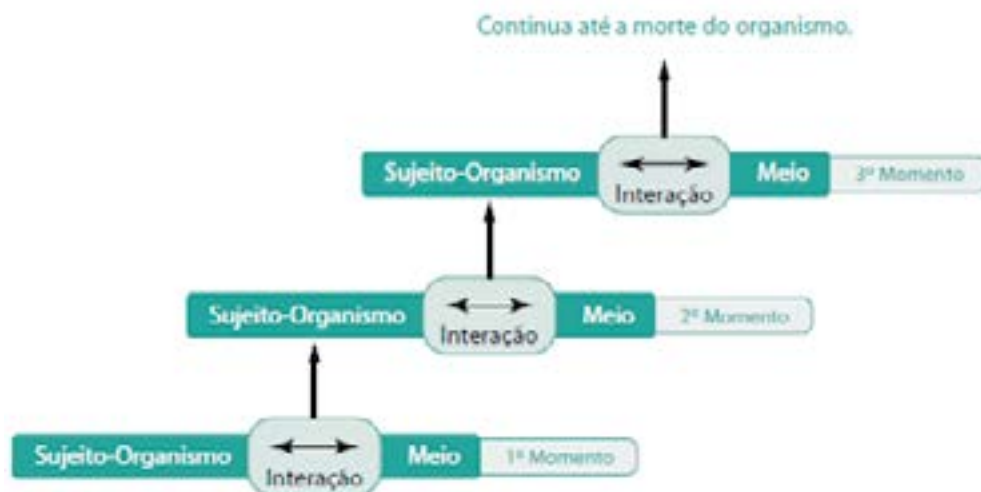 Continua até a morte do organismo.
Sujeito-Organismo Interação Meio 3º Momento
Sujeito-Organismo Interação Meio 2º Momento
Sujeito-Organismo Interação Meio 1º Momento